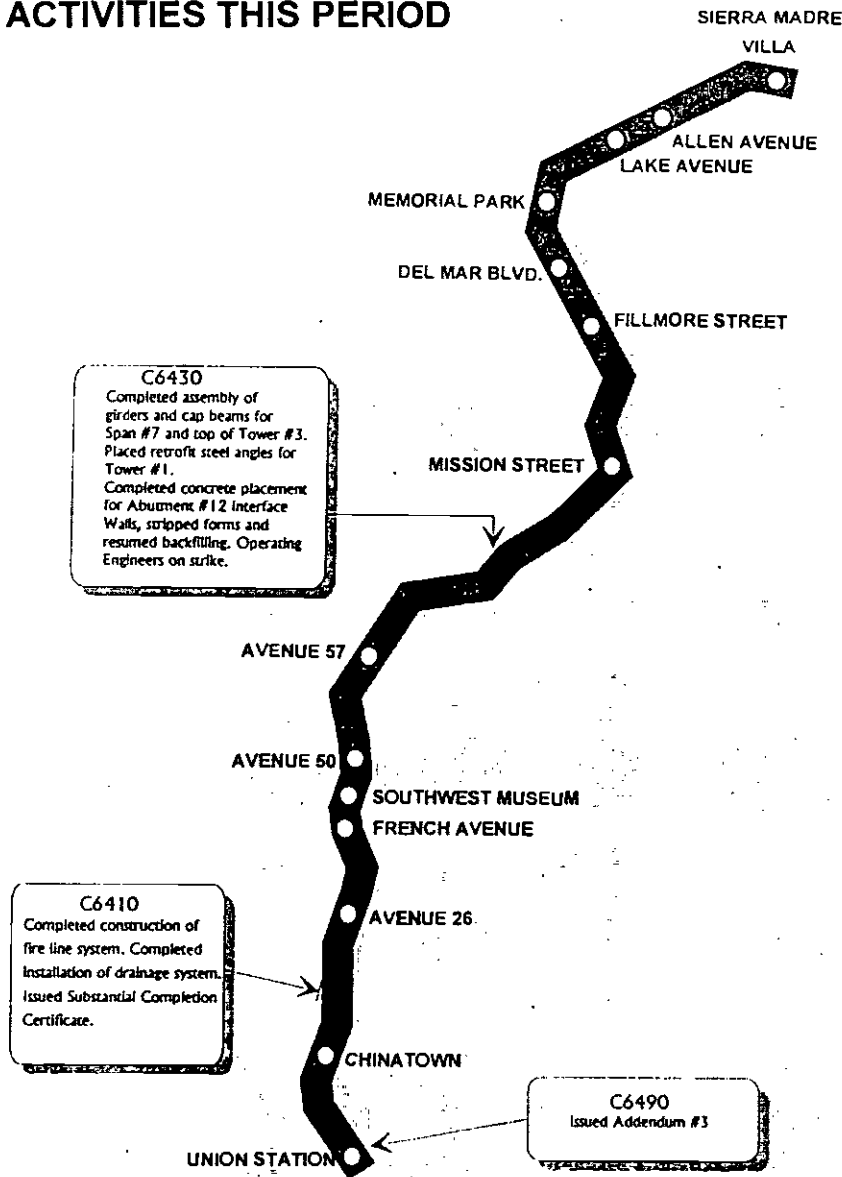 ACTIVITIES THIS PERIOD
SIERRA MADRE
VILLA
ALLEN AVENUE
LAKE AVENUE
MEMORIAL PARK
DEL MAR BLVD.
FILLMORE STREET
C6430
Completed assembly of
girders and cap beams for
Span #7 and top of Tower #3.
Placed retrofit steel angles for
Tower #1.
Completed concrete placement
for Abutment #12 Interface
Walls, stripped forms and
resumed backfilling. Operating
Engineers on strike.
MISSION STREET
AVENUE 57
AVENUE 50
SOUTHWEST MUSEUM
FRENCH AVENUE
C6410
Completed construction of
fire line system. Completed
Installation of drainage system.
Issued Substantial Completion
Certificate.
AVENUE 26
CHINATOWN
C6490
Issued Addendum #3
UNION STATION